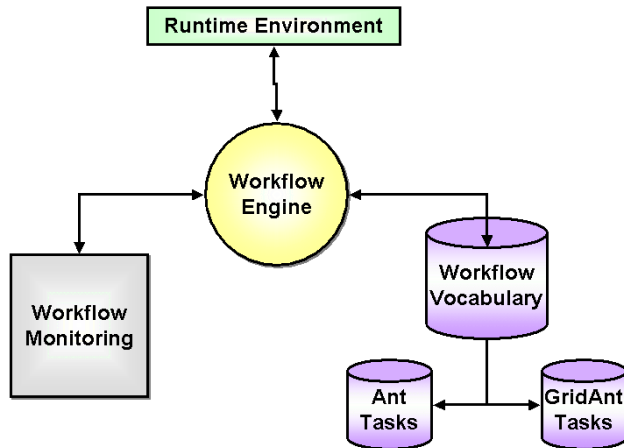 Runtime Environment
Workflow
Engine
Workflow
Monitoring
Workflow
Vocabulary
Ant
Tasks
GridAnt
Tasks